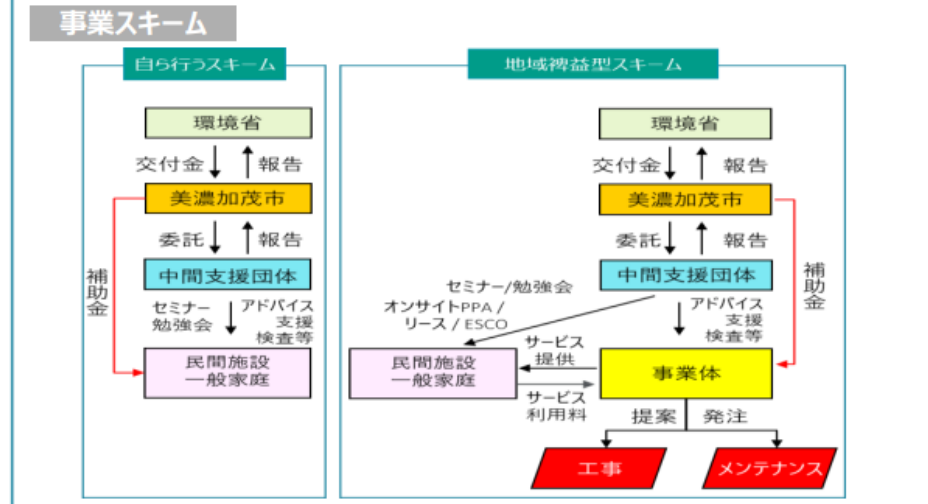 事業スキーム
自ら行うスキーム
環境省
交付金
報告
美濃加茂市
委託
報告
補助金
中間支援団体
セミナー
勉強会
アドバイス
支援
検査等
民間施設
一般家庭
地域裨益型スキーム
環境省
交付金
報告
美濃加茂市
委託
報告
補助金
中間支援団体
セミナー/勉強会
オンサイトPPA /
リース / ESCO
アドバイス
支援
検査等
サービス
提供
民間施設
一般家庭
事業体
サービス
利用料
提案
発注
工事
メンテナンス